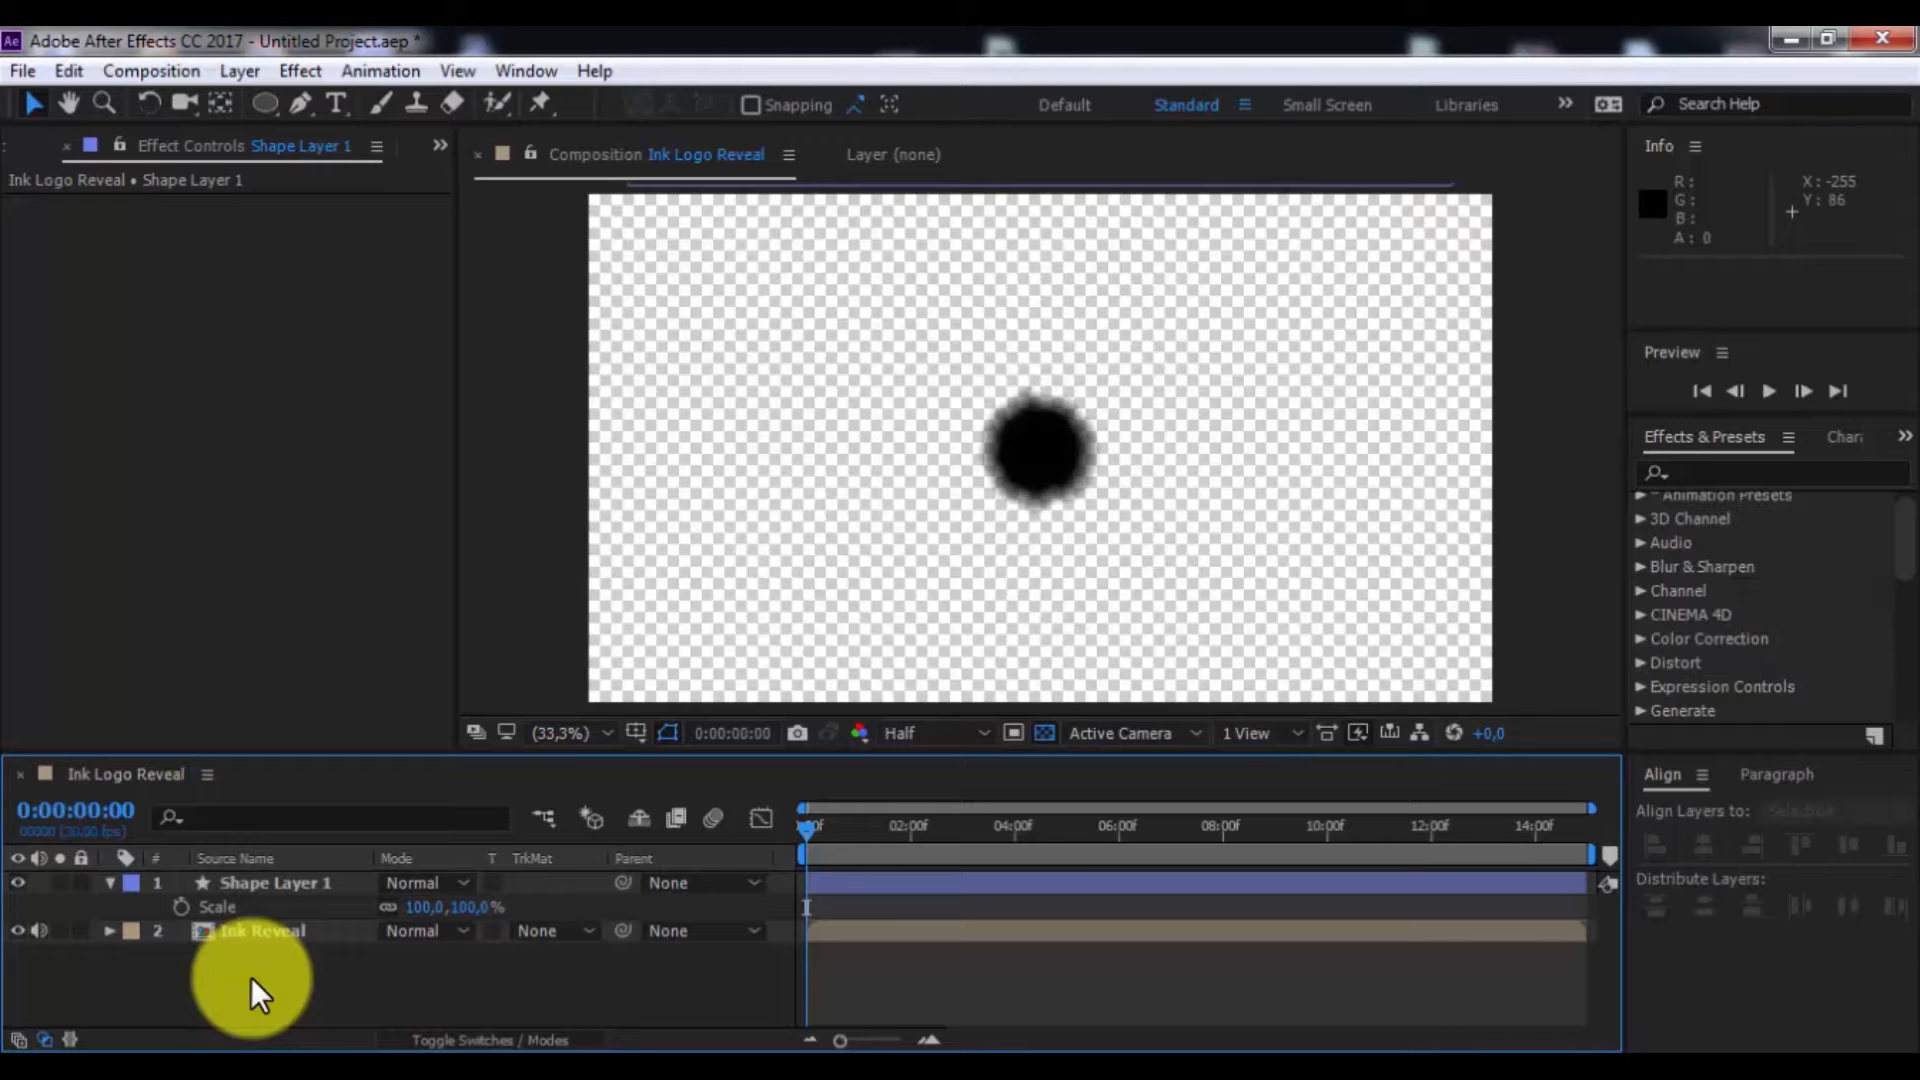 Ae Adobe After Effects CC 2017 - Untitled Project.aep *
File Edit Composition Layer Effect Animation View Window Help
Snapping Default Standard Small Screen Libraries Search Help
Effect Controls Shape Layer 1
Composition Ink Logo Reveal Layer (none)
Info
Ink Logo Reveal • Shape Layer 1
R :
G :
B :
A : 0
X : -255
Y : 86
Preview
Effects & Presets
* Animation Presets
3D Channel
Audio
Blur & Sharpen
Channel
CINEMA 4D
Color Correction
Distort
Expression Controls
Generate
(33,3%) 0:00:00:00 Half Active Camera 1 View +0,0
Ink Logo Reveal
Align Paragraph
Align Layers to: Selection
Distribute Layers:
0:00:00:00
02:00f 04:00f 06:00f 08:00f 10:00f 12:00f 14:00f
# Source Name Mode T TrkMat Parent
1 Shape Layer 1 Normal None
Scale 100,0,100,0 %
2 Ink Reveal Normal None None
Toggle Switches / Modes